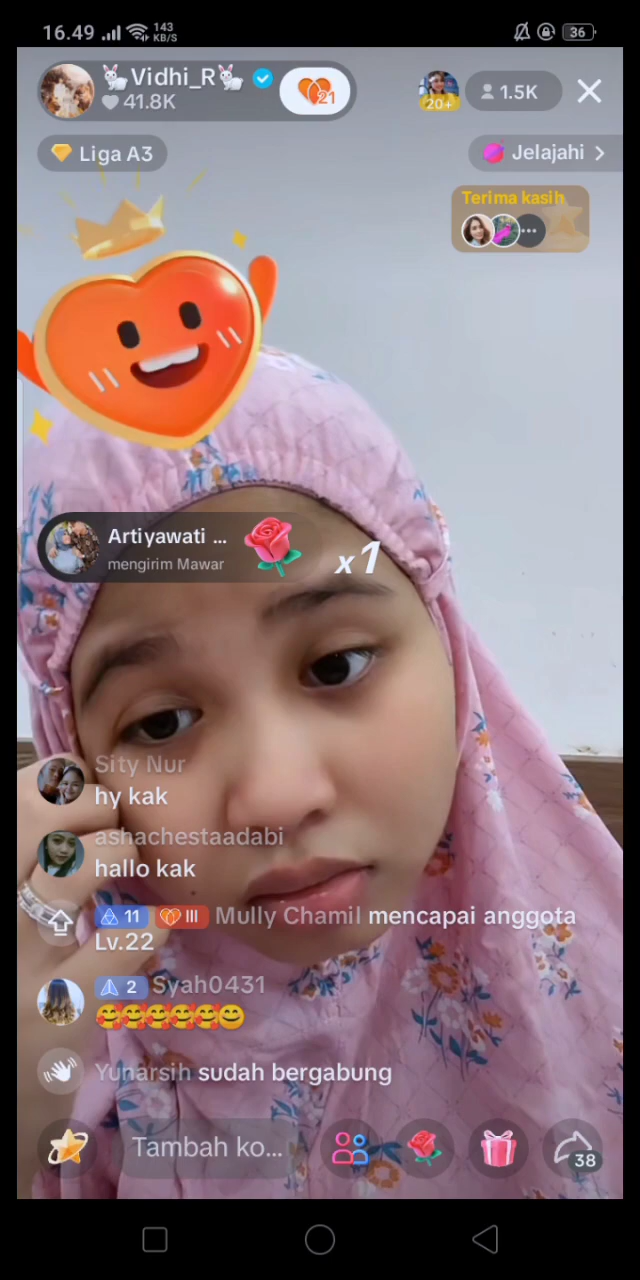 16.49
143
KB/S
36
🐇Vidhi_R🐇
41.8K
21
20+
1.5K
Liga A3
Jelajahi
Terima kasih
Artiyawati ...
mengirim Mawar
x1
Sity Nur
hy kak
ashachestaadabi
hallo kak
11 III Mully Chamil mencapai anggota
Lv.22
2 Syah0431
🥰🥰🥰🥰🥰😊
Yunarsih sudah bergabung
Tambah ko...
38